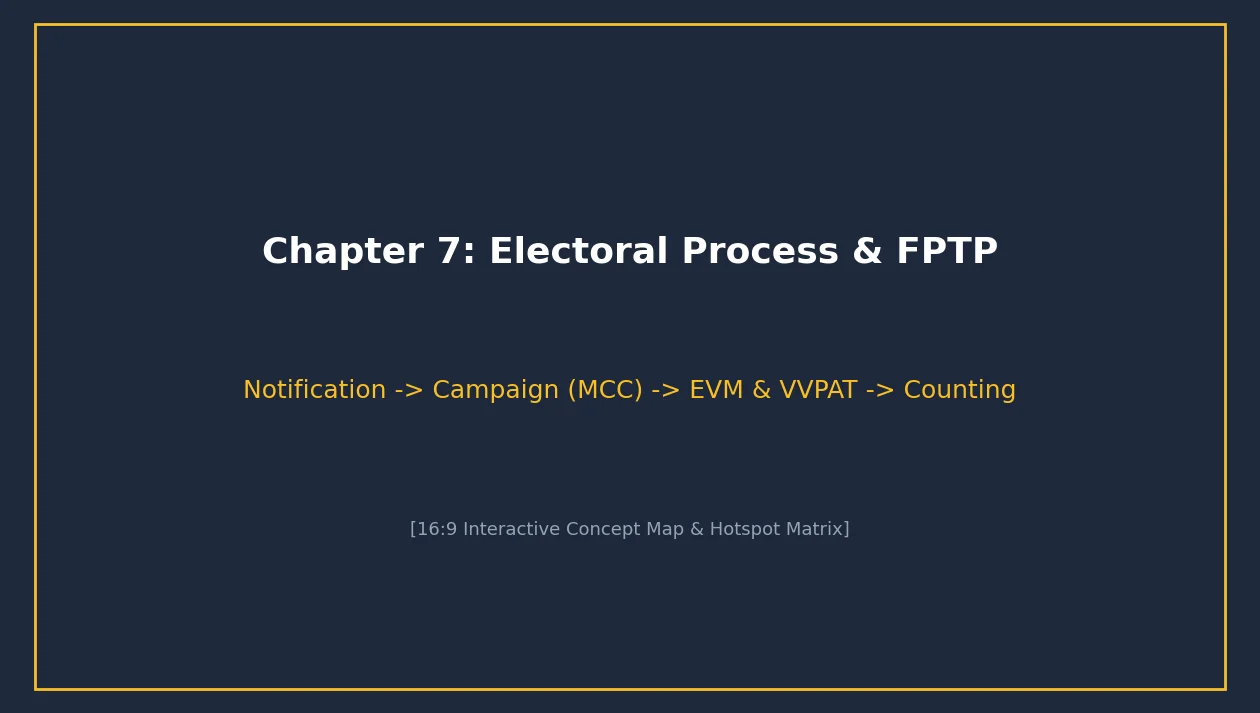 Chapter 7: Electoral Process & FPTP
Notification -> Campaign (MCC) -> EVM & VVPAT -> Counting
[16:9 Interactive Concept Map & Hotspot Matrix]